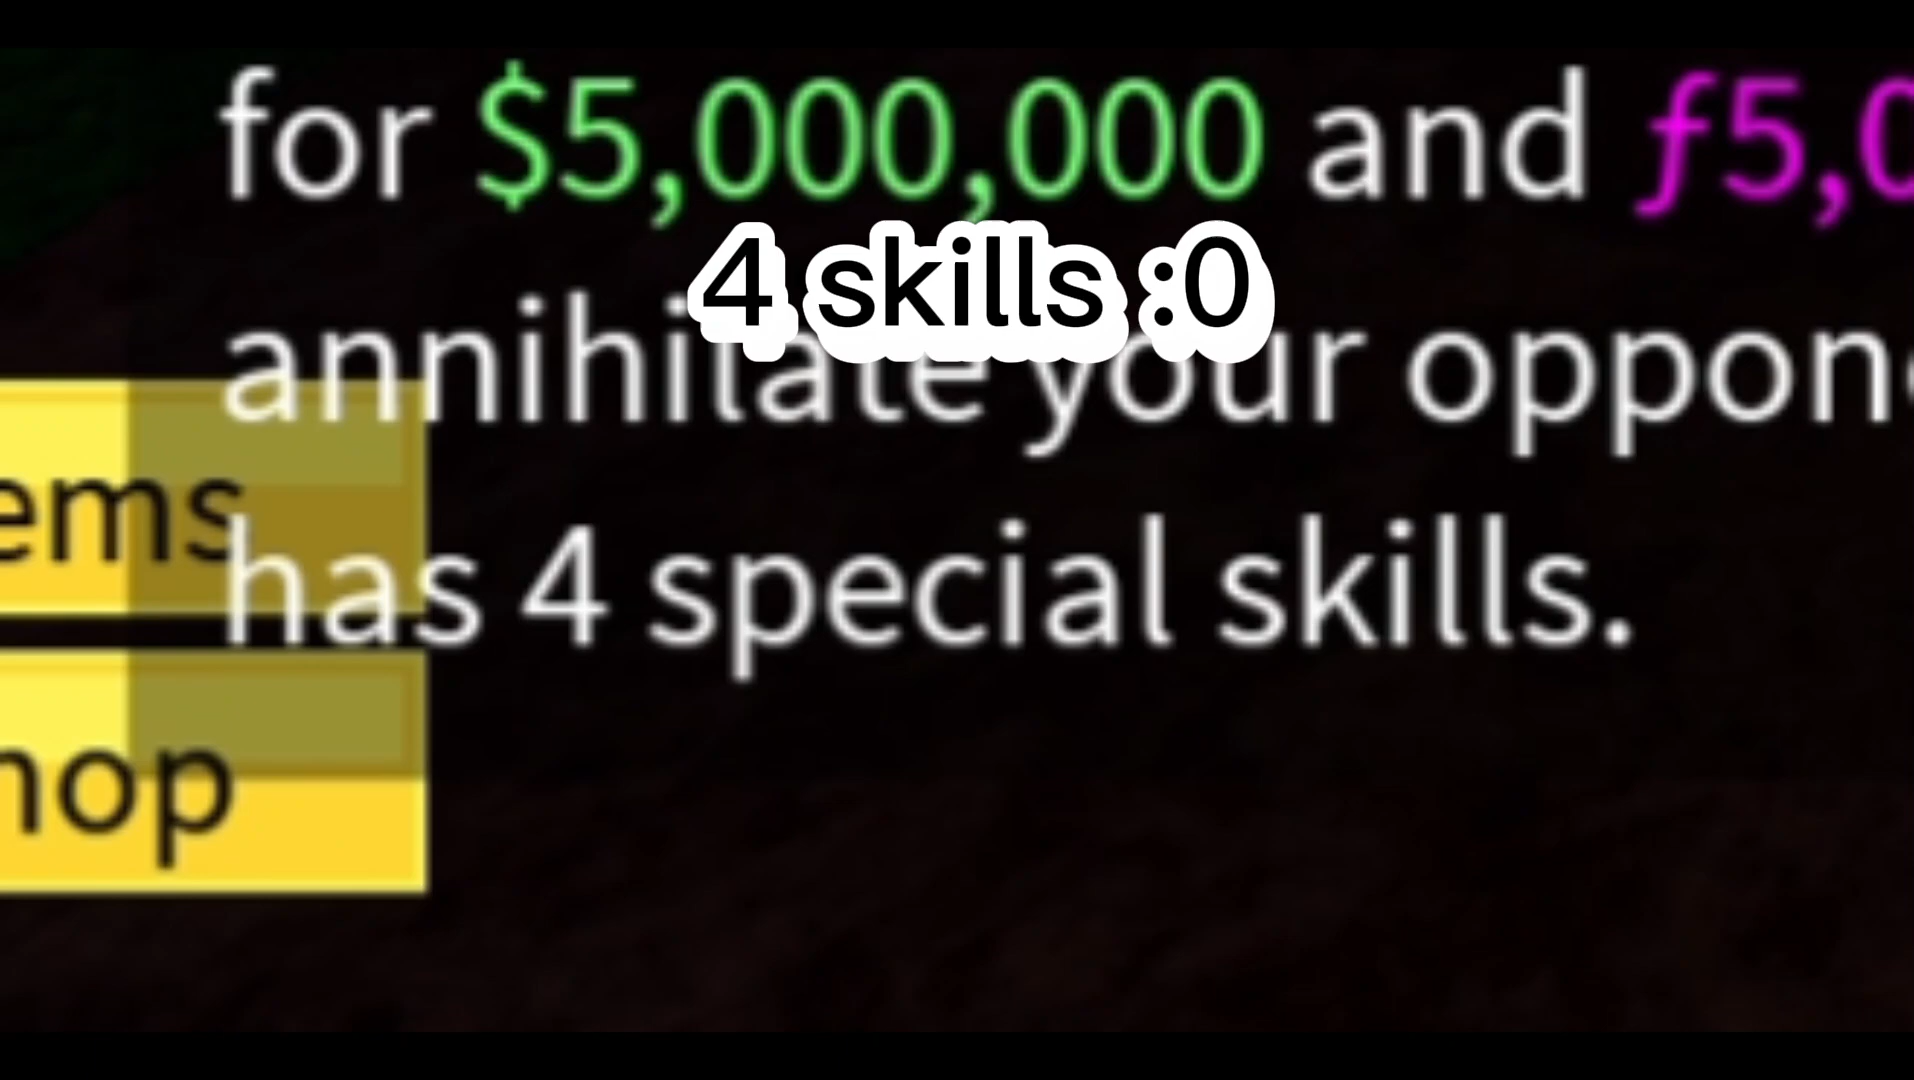 for $5,000,000 and ƒ5,0
4 skills :0
annihilate your oppon
ems
has 4 special skills.
hop